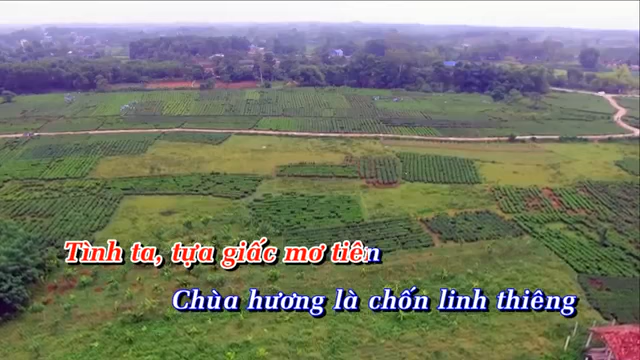 Tình ta, tựa giấc mơ tiên
Chùa hương là chốn linh thiêng